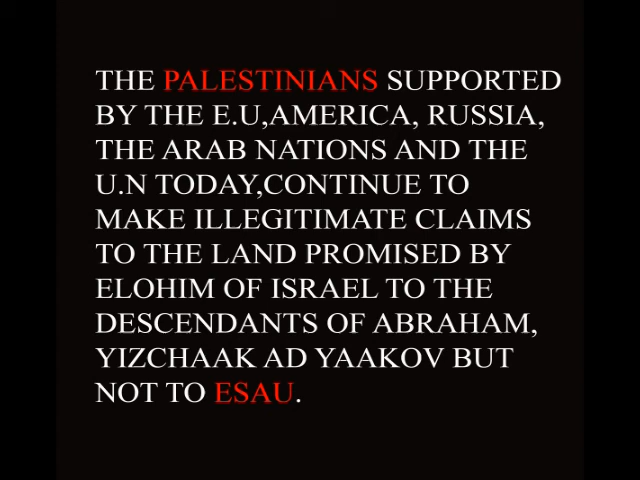 THE PALESTINIANS SUPPORTED
BY THE E.U,AMERICA, RUSSIA,
THE ARAB NATIONS AND THE
U.N TODAY,CONTINUE TO
MAKE ILLEGITIMATE CLAIMS
TO THE LAND PROMISED BY
ELOHIM OF ISRAEL TO THE
DESCENDANTS OF ABRAHAM,
YIZCHAAK AD YAAKOV BUT
NOT TO ESAU.